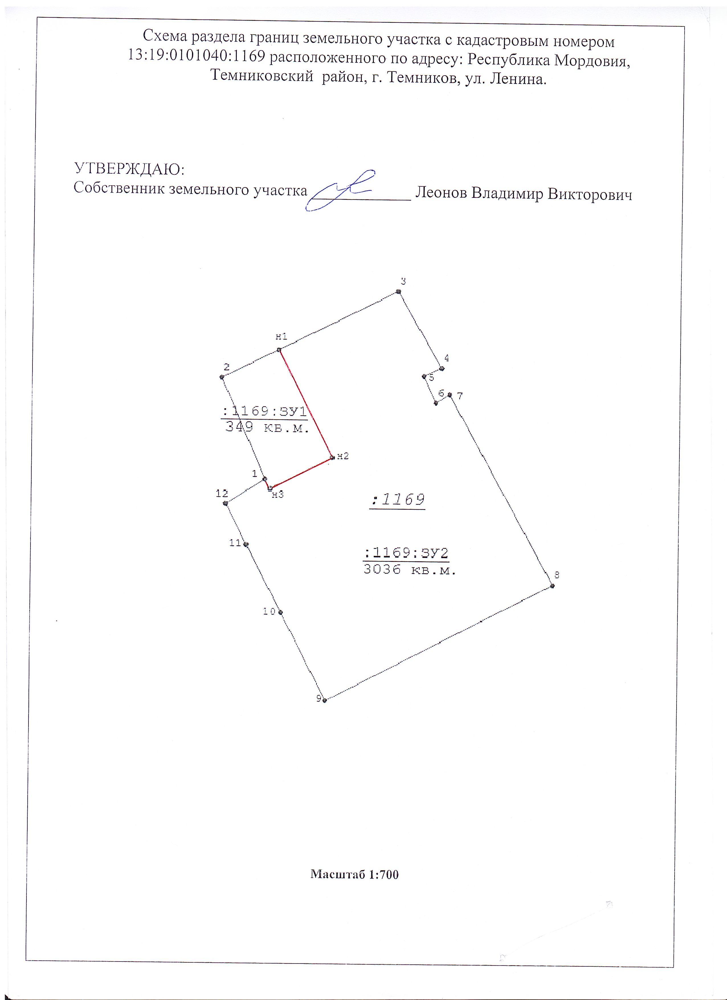 Схема раздела границ земельного участка с кадастровым номером
13:19:0101040:1169 расположенного по адресу: Республика Мордовия,
Темниковский район, г. Темников, ул. Ленина.
УТВЕРЖДАЮ:
Собственник земельного участка ____________ Леонов Владимир Викторович
3
н1
4
2
5
6
7
:1169:ЗУ1
349 кв.м.
н2
1
12
н3
:1169
11
:1169:ЗУ2
3036 кв.м.
8
10
9
Масштаб 1:700